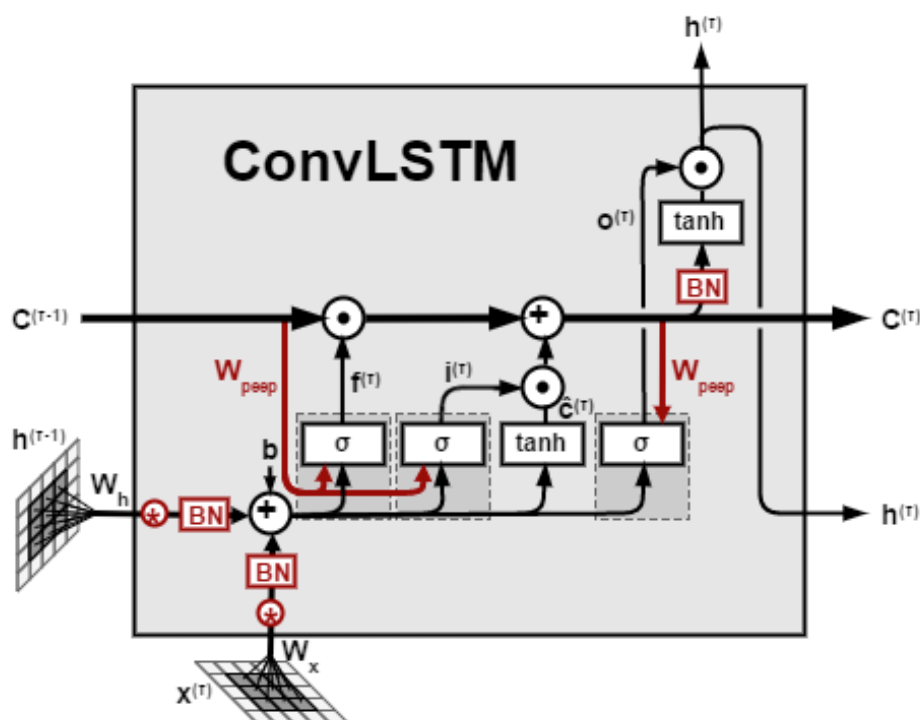 h⁽ᵀ⁾
ConvLSTM
o⁽ᵀ⁾
tanh
BN
C⁽ᵀ⁻¹⁾
C⁽ᵀ⁾
W_peep
f⁽ᵀ⁾
i⁽ᵀ⁾
ĉ⁽ᵀ⁾
W_peep
h⁽ᵀ⁻¹⁾
b
σ
σ
tanh
σ
W_h
* BN +
h⁽ᵀ⁾
BN
*
W_x
x⁽ᵀ⁾